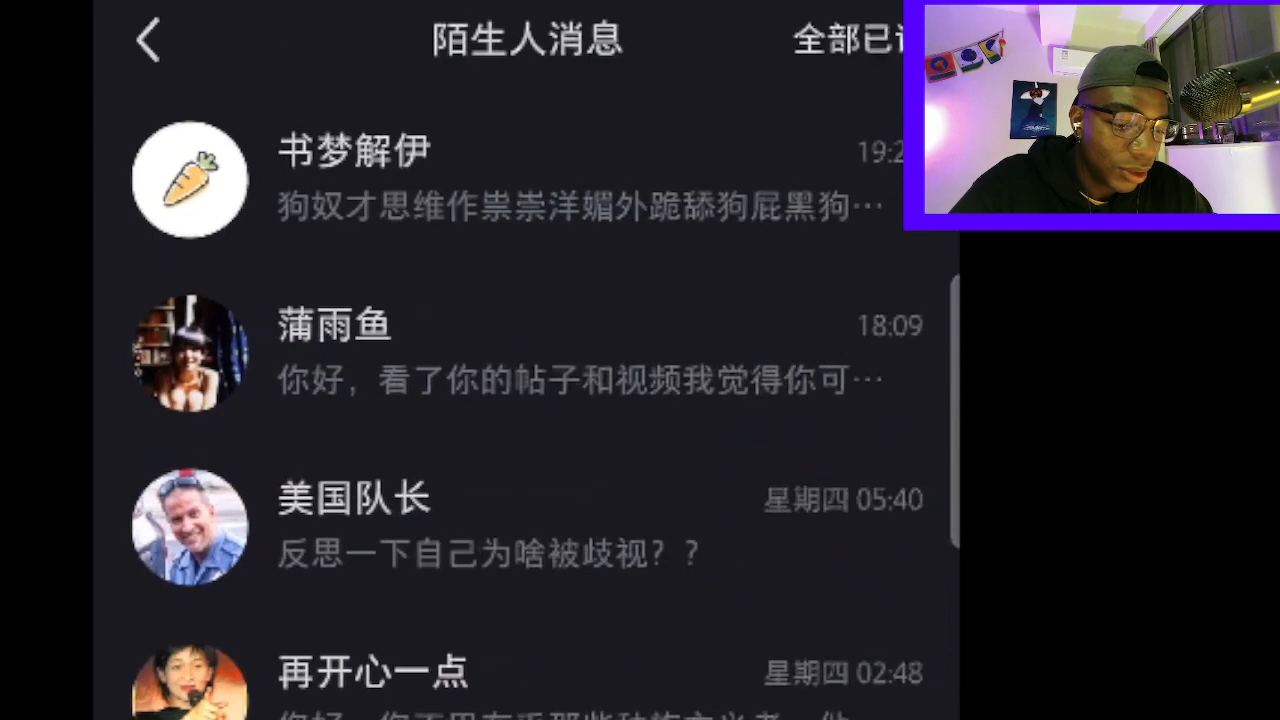 陌生人消息
全部已
书梦解伊
19:2
狗奴才思维作祟崇洋媚外跪舔狗屁黑狗…
蒲雨鱼
18:09
你好，看了你的帖子和视频我觉得你可…
美国队长
星期四 05:40
反思一下自己为啥被歧视？？
再开心一点
星期四 02:48